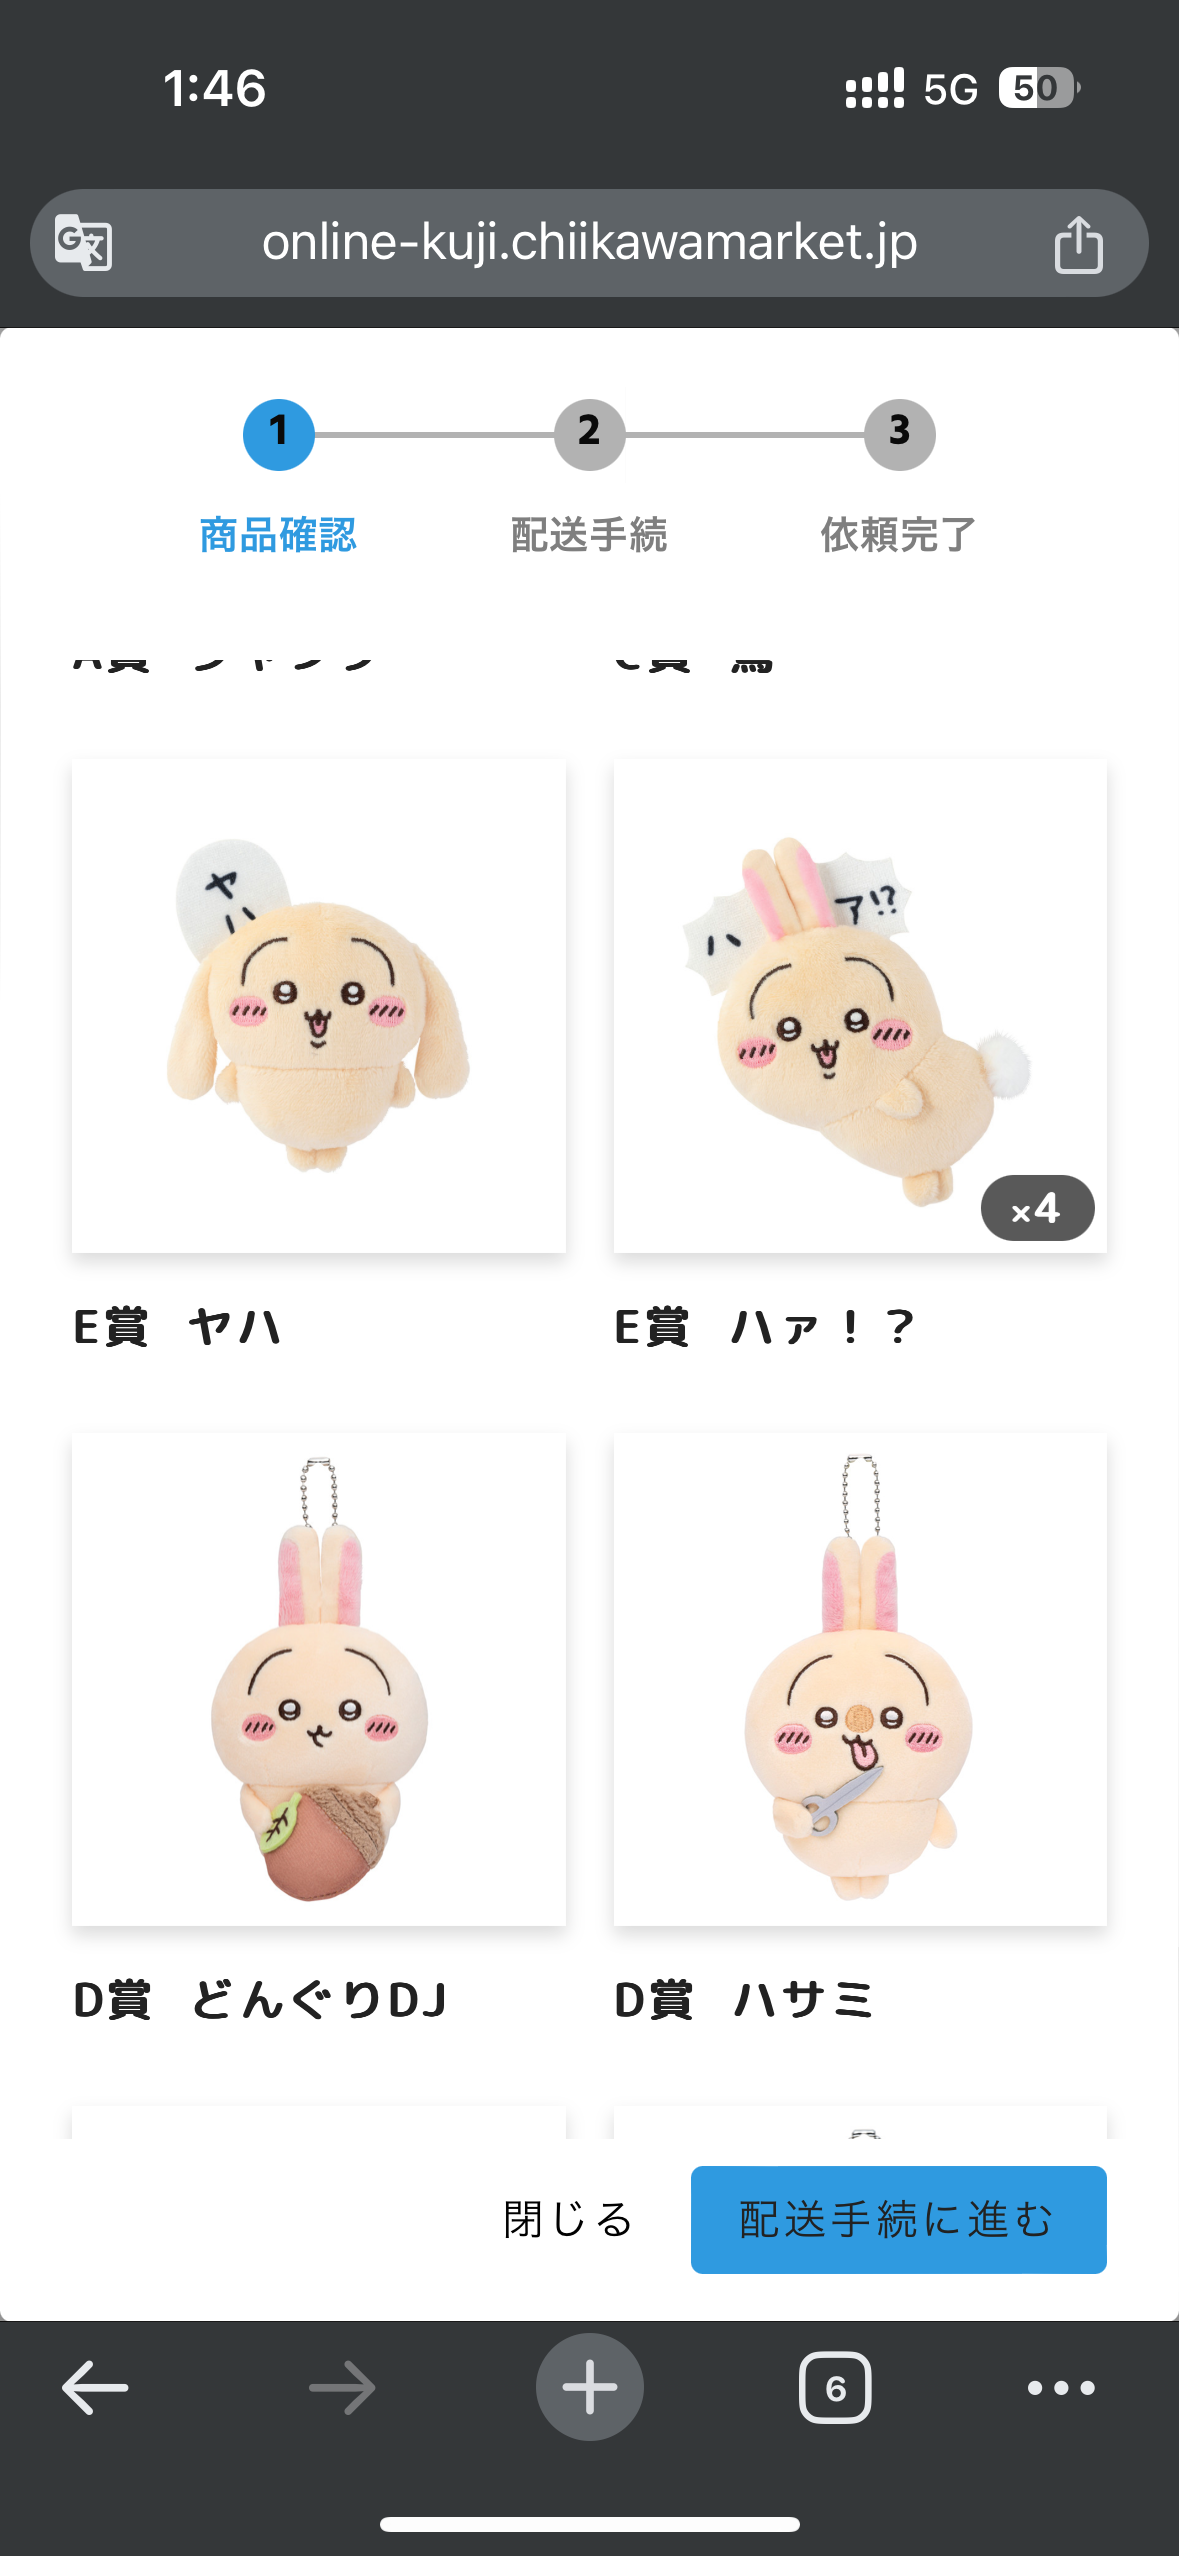 1:46
5G
50
online-kuji.chiikawamarket.jp
1
2
3
商品確認
配送手続
依頼完了
ヤ
ハ
ハ
ァ!?
×4
E賞 ヤハ
E賞 ハァ！？
D賞 どんぐりDJ
D賞 ハサミ
閉じる
配送手続に進む
6